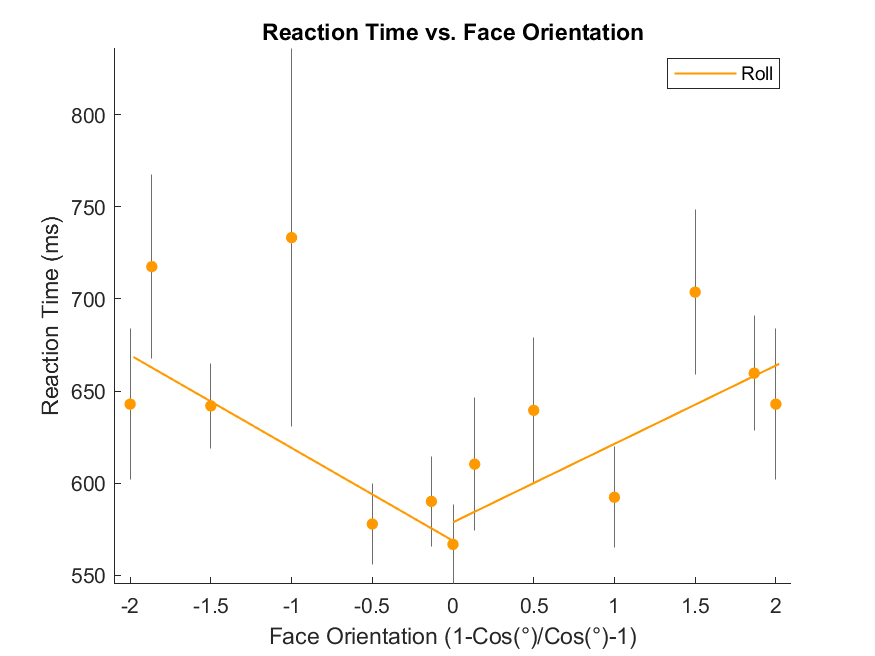 Reaction Time vs. Face Orientation
Roll
Reaction Time (ms)
800
750
700
650
600
550
-2 -1.5 -1 -0.5 0 0.5 1 1.5 2
Face Orientation (1-Cos(°)/Cos(°)-1)